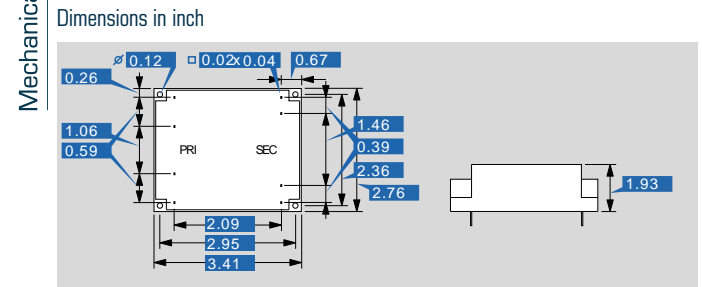 Mechanica
Dimensions in inch
ø 0.12
□ 0.02x0.04
0.67
0.26
1.06
0.59
PRI
SEC
1.46
0.39
2.36
2.76
1.93
2.09
2.95
3.41